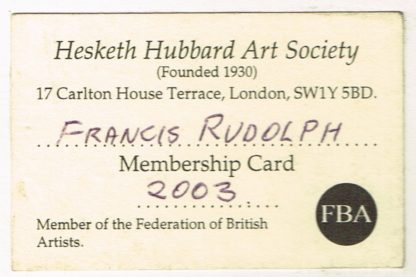 Hesketh Hubbard Art Society
(Founded 1930)
17 Carlton House Terrace, London, SW1Y 5BD.
FRANCIS RUDOLPH
Membership Card
2003
Member of the Federation of British
Artists.
FBA